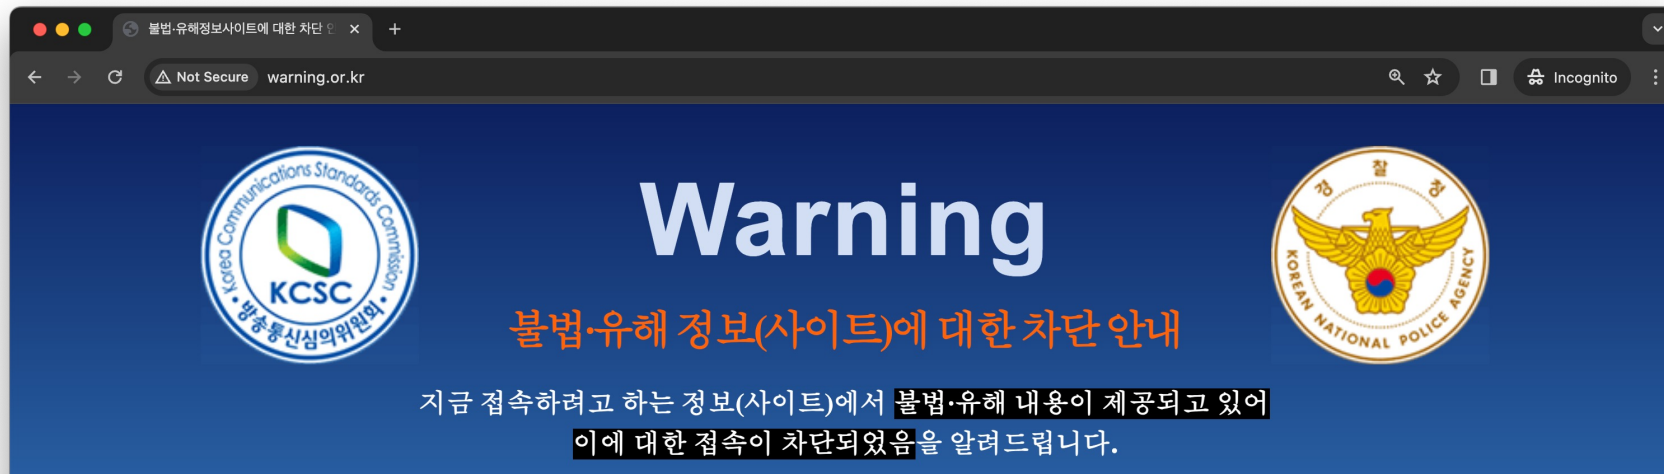 불법·유해정보사이트에 대한 차단
Not Secure
warning.or.kr
Incognito
Korea Communications Standards Commission
KCSC
방송통신심의위원회
Warning
경찰청
KOREAN NATIONAL POLICE AGENCY
불법·유해 정보(사이트)에 대한 차단 안내
지금 접속하려고 하는 정보(사이트)에서 불법·유해 내용이 제공되고 있어
이에 대한 접속이 차단되었음을 알려드립니다.